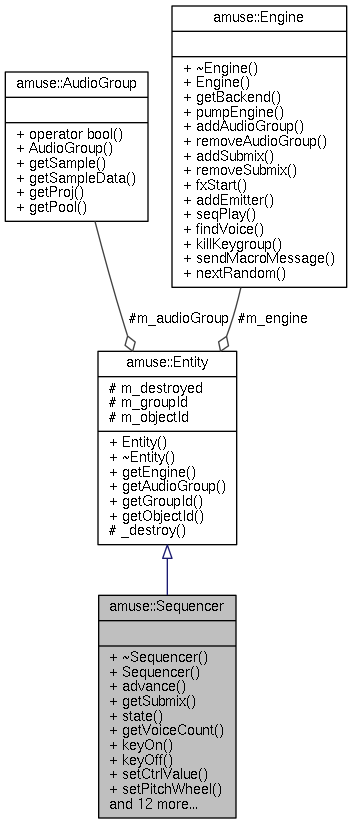 amuse::Engine
+ ~Engine()
+ Engine()
+ getBackend()
+ pumpEngine()
+ addAudioGroup()
+ removeAudioGroup()
+ addSubmix()
+ removeSubmix()
+ fxStart()
+ addEmitter()
+ seqPlay()
+ findVoice()
+ killKeygroup()
+ sendMacroMessage()
+ nextRandom()
amuse::AudioGroup
+ operator bool()
+ AudioGroup()
+ getSample()
+ getSampleData()
+ getProj()
+ getPool()
#m_audioGroup
#m_engine
amuse::Entity
# m_destroyed
# m_groupId
# m_objectId
+ Entity()
+ ~Entity()
+ getEngine()
+ getAudioGroup()
+ getGroupId()
+ getObjectId()
# _destroy()
amuse::Sequencer
+ ~Sequencer()
+ Sequencer()
+ advance()
+ getSubmix()
+ state()
+ getVoiceCount()
+ keyOn()
+ keyOff()
+ setCtrlValue()
+ setPitchWheel()
and 12 more...